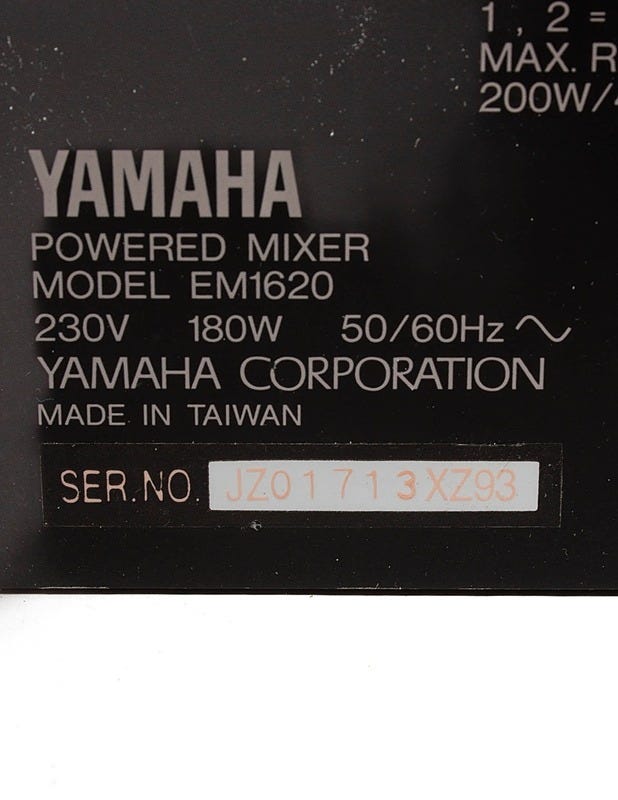 1, 2 =
MAX. R
200W/4
YAMAHA
POWERED MIXER
MODEL EM1620
230V 180W 50/60Hz ~
YAMAHA CORPORATION
MADE IN TAIWAN
SER.NO. JZ01713XZ93